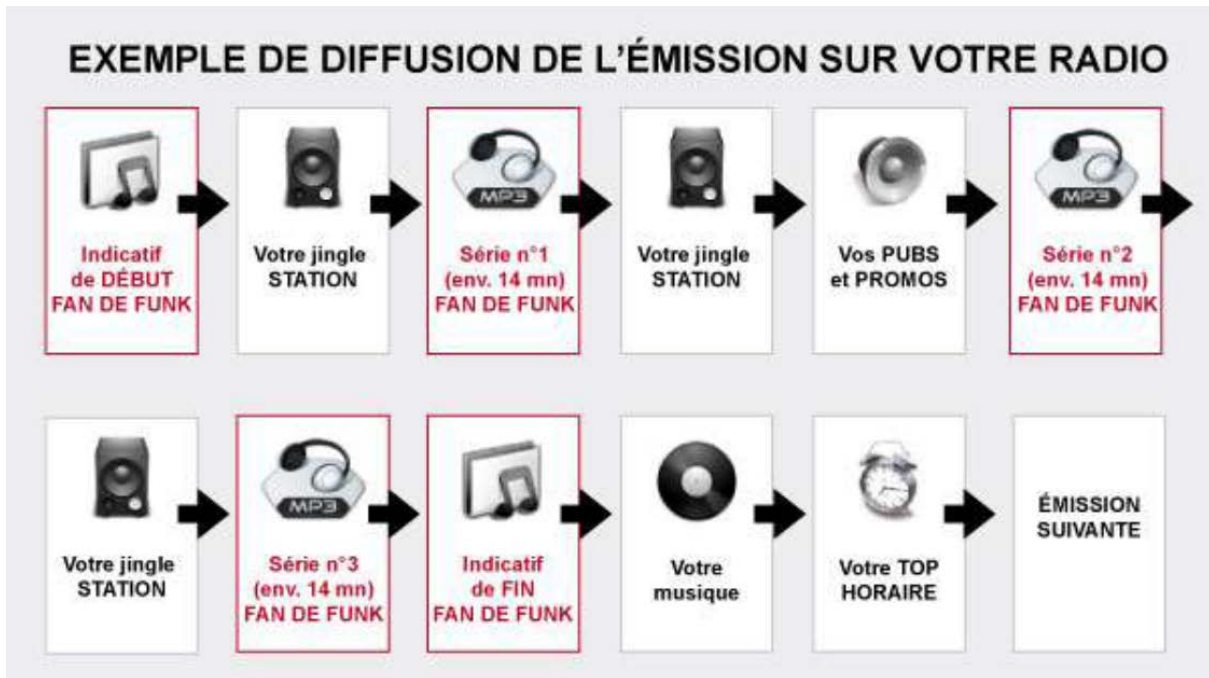 EXEMPLE DE DIFFUSION DE L'ÉMISSION SUR VOTRE RADIO
Indicatif
de DÉBUT
FAN DE FUNK
Votre jingle
STATION
MP3
Série n°1
(env. 14 mn)
FAN DE FUNK
Votre jingle
STATION
Vos PUBS
et PROMOS
MP3
Série n°2
(env. 14 mn)
FAN DE FUNK
Votre jingle
STATION
MP3
Série n°3
(env. 14 mn)
FAN DE FUNK
Indicatif
de FIN
FAN DE FUNK
Votre
musique
Votre TOP
HORAIRE
ÉMISSION
SUIVANTE